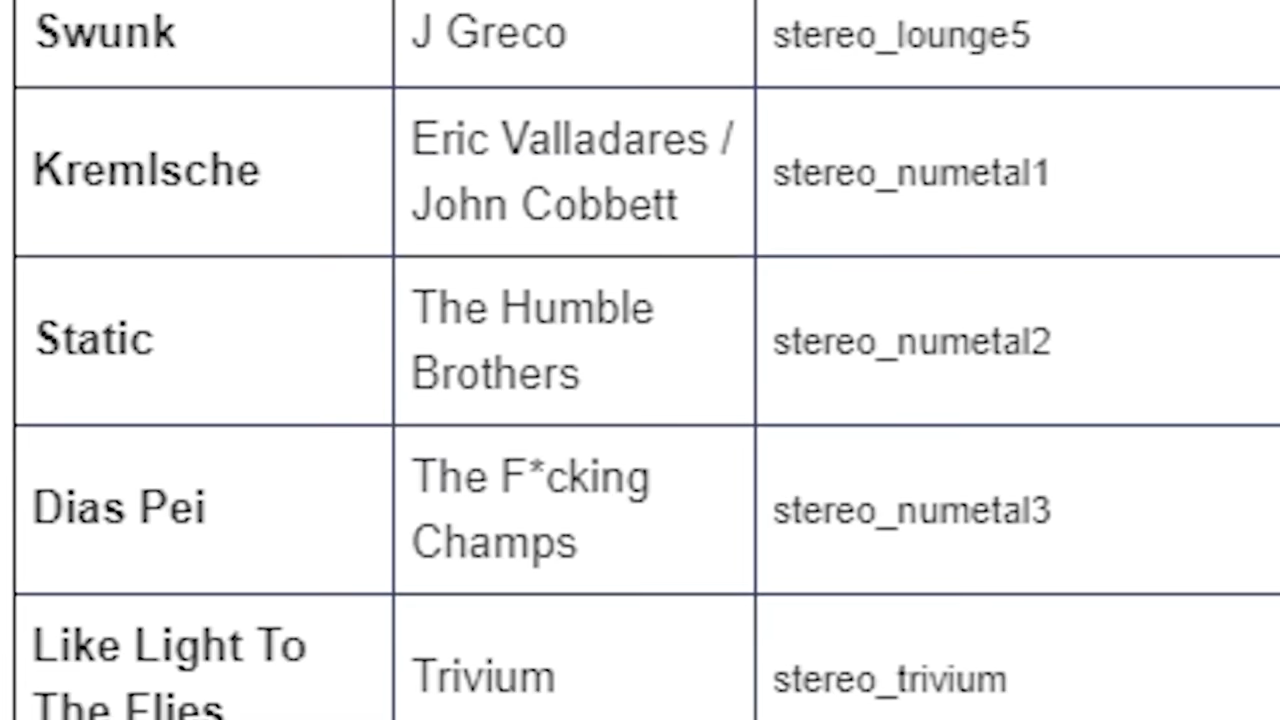 Swunk
J Greco
stereo_lounge5
Kremlsche
Eric Valladares /
John Cobbett
stereo_numetal1
Static
The Humble
Brothers
stereo_numetal2
Dias Pei
The F*cking
Champs
stereo_numetal3
Like Light To
The Flies
Trivium
stereo_trivium